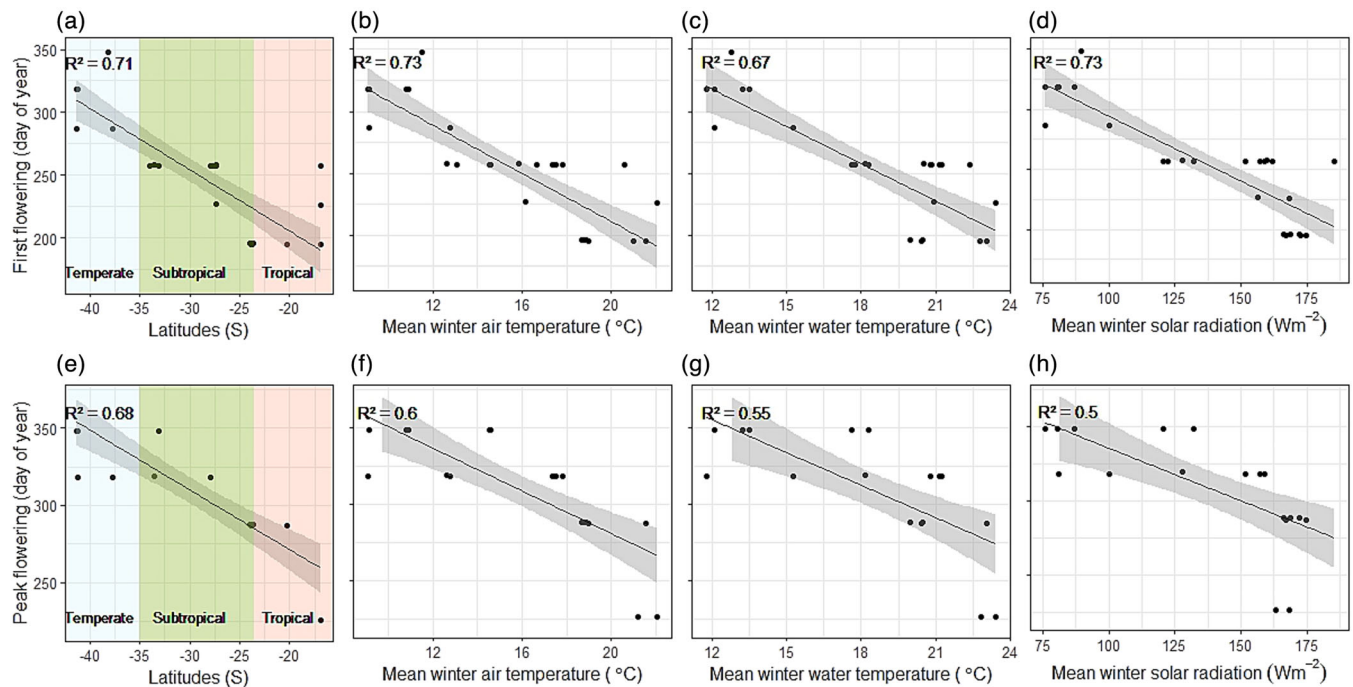 (a) (b) (c) (d)
First flowering (day of year)
350
300
250
200
R² = 0.71
Temperate Subtropical Tropical
-40 -35 -30 -25 -20
Latitudes (S)
R² = 0.73
12 16 20
Mean winter air temperature ( °C)
R² = 0.67
12 15 18 21 24
Mean winter water temperature ( °C)
R² = 0.73
75 100 125 150 175
Mean winter solar radiation (Wm⁻²)
(e) (f) (g) (h)
Peak flowering (day of year)
350
300
250
R² = 0.68
Temperate Subtropical Tropical
-40 -35 -30 -25 -20
Latitudes (S)
R² = 0.6
12 16 20
Mean winter air temperature ( °C)
R² = 0.55
12 15 18 21 24
Mean winter water temperature ( °C)
R² = 0.5
75 100 125 150 175
Mean winter solar radiation (Wm⁻²)